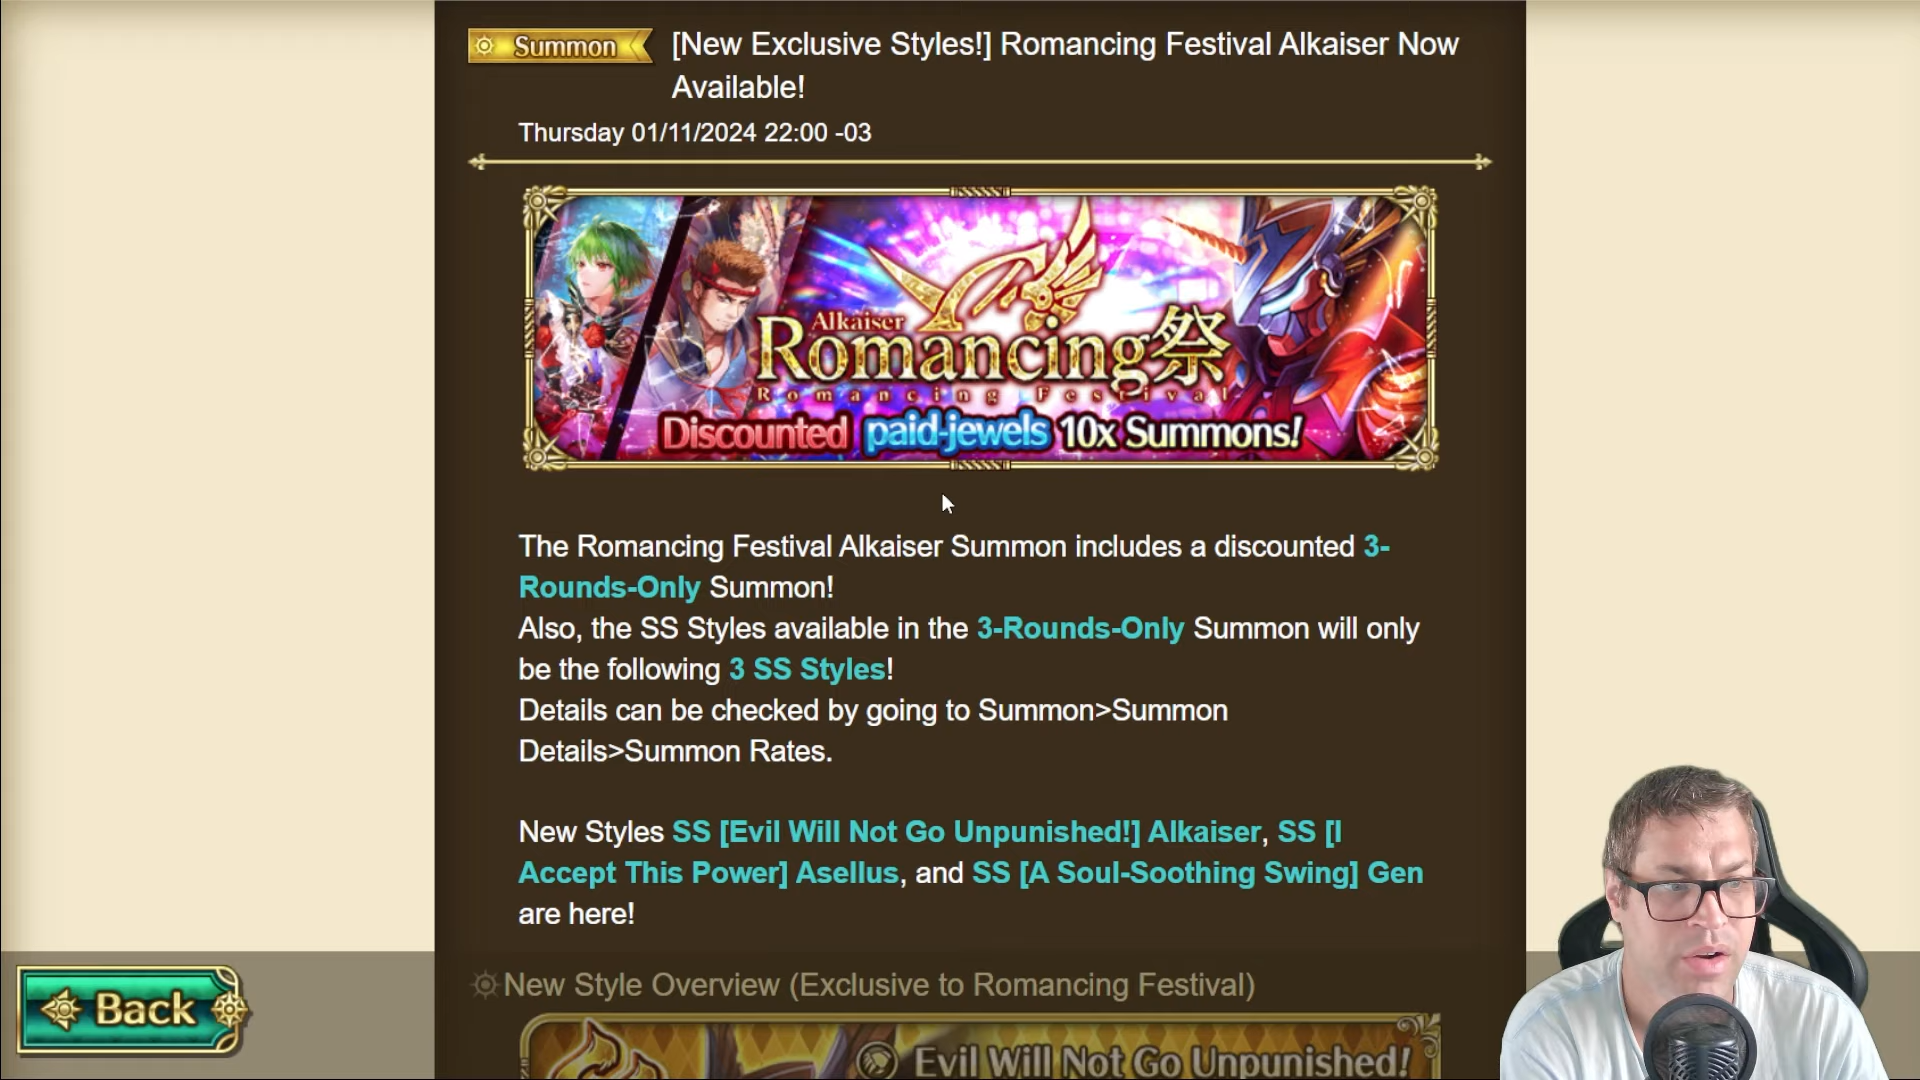 Summon
[New Exclusive Styles!] Romancing Festival Alkaiser Now
Available!
Thursday 01/11/2024 22:00 -03
Alkaiser
Romancing祭
Romancing Festival
Discounted paid-jewels 10x Summons!
The Romancing Festival Alkaiser Summon includes a discounted 3-
Rounds-Only Summon!
Also, the SS Styles available in the 3-Rounds-Only Summon will only
be the following 3 SS Styles!
Details can be checked by going to Summon>Summon
Details>Summon Rates.
New Styles SS [Evil Will Not Go Unpunished!] Alkaiser, SS [I
Accept This Power] Asellus, and SS [A Soul-Soothing Swing] Gen
are here!
New Style Overview (Exclusive to Romancing Festival)
Evil Will Not Go Unpunished!
Back